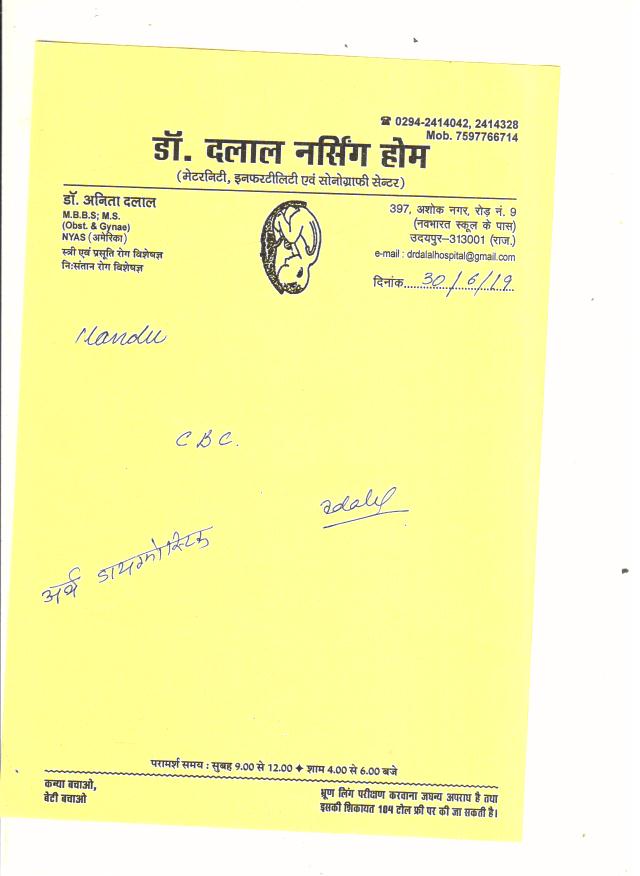 ☎ 0294-2414042, 2414328
Mob. 7597766714
डॉ. दलाल नर्सिंग होम
(मेटरनिटी, इनफरटीलिटी एवं सोनोग्राफी सेन्टर)
डॉ. अनिता दलाल
M.B.B.S; M.S.
(Obst. & Gynae)
NYAS (अमेरिका)
स्त्री एवं प्रसूति रोग विशेषज्ञ
नि:संतान रोग विशेषज्ञ
397, अशोक नगर, रोड़ नं. 9
(नवभारत स्कूल के पास)
उदयपुर–313001 (राज.)
e-mail : drdalalhospital@gmail.com
दिनांक 30/6/19
Nandu
CBC.
अर्थ डायग्नोस्टिक
परामर्श समय : सुबह 9.00 से 12.00 ✦ शाम 4.00 से 6.00 बजे
कन्या बचाओ,
बेटी बचाओ
भ्रूण लिंग परीक्षण करवाना जघन्य अपराध है तथा
इसकी शिकायत 104 टोल फ्री पर की जा सकती है।